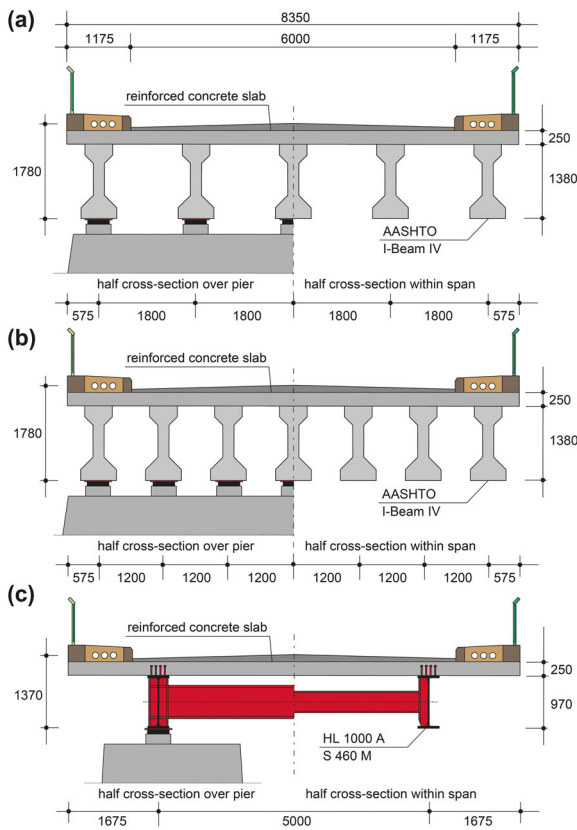 (a)
8350
1175 6000 1175
reinforced concrete slab
1780
250
1380
AASHTO
I-Beam IV
half cross-section over pier half cross-section within span
575 1800 1800 1800 1800 575
(b)
reinforced concrete slab
1780
250
1380
AASHTO
I-Beam IV
half cross-section over pier half cross-section within span
575 1200 1200 1200 1200 1200 1200 575
(c)
reinforced concrete slab
1370
250
970
HL 1000 A
S 460 M
half cross-section over pier half cross-section within span
1675 5000 1675